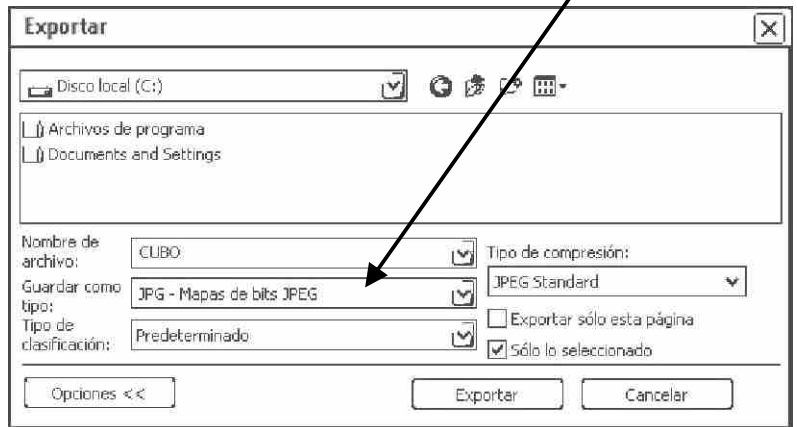 Exportar
Disco local (C:)
Archivos de programa
Documents and Settings
Nombre de
archivo:
CUBO
Guardar como
tipo:
JPG - Mapas de bits JPEG
Tipo de
clasificación:
Predeterminado
Tipo de compresión:
JPEG Standard
Exportar sólo esta página
Sólo lo seleccionado
Opciones <<
Exportar
Cancelar